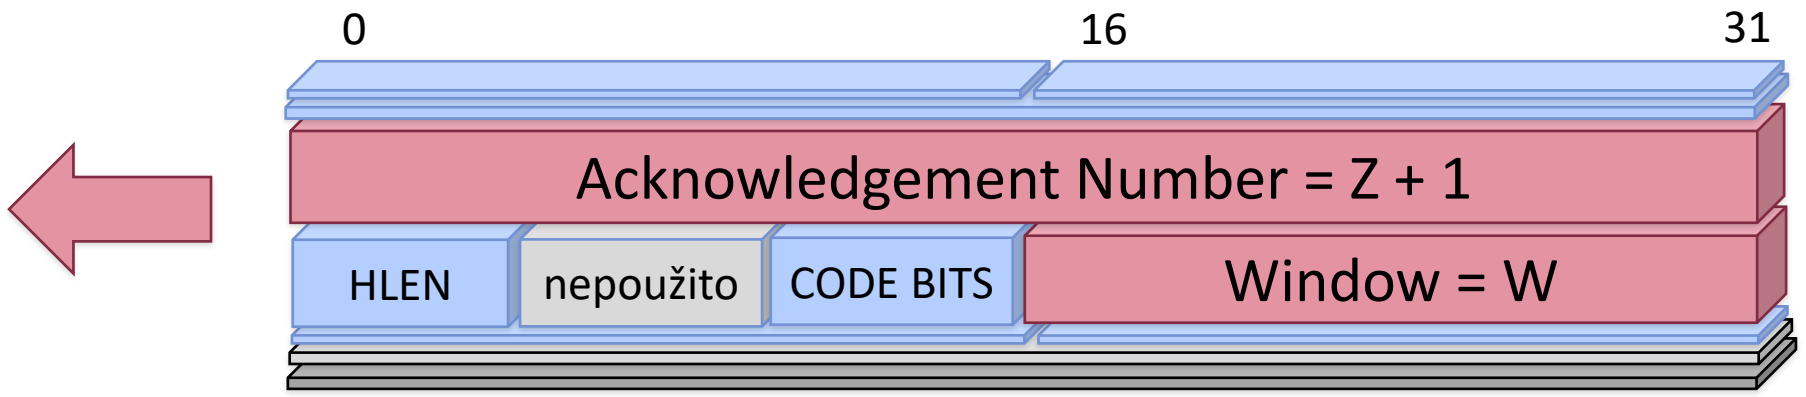 0 16 31
Acknowledgement Number = Z + 1
HLEN nepoužito CODE BITS Window = W